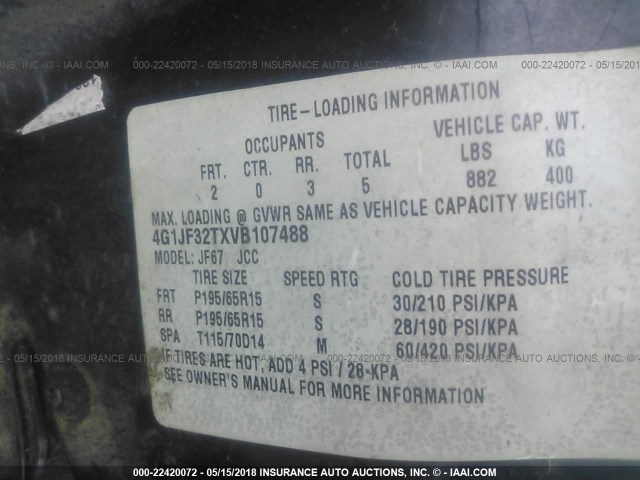 000-22420072 - 05/15/2018 INSURANCE AUTO AUCTIONS, INC. © - IAAI.COM
TIRE-LOADING INFORMATION
OCCUPANTS VEHICLE CAP. WT.
FRT. CTR. RR. TOTAL LBS KG
2 0 3 5 882 400
MAX. LOADING @ GVWR SAME AS VEHICLE CAPACITY WEIGHT.
4G1JF32TXVB107488
MODEL: JF67 JCC
TIRE SIZE SPEED RTG COLD TIRE PRESSURE
FRT P195/65R15 S 30/210 PSI/KPA
RR P195/65R15 S 28/190 PSI/KPA
SPA T115/70D14 M 60/420 PSI/KPA
IF TIRES ARE HOT, ADD 4 PSI / 28 KPA
SEE OWNER'S MANUAL FOR MORE INFORMATION
000-22420072 - 05/15/2018 INSURANCE AUTO AUCTIONS, INC. © - IAAI.COM